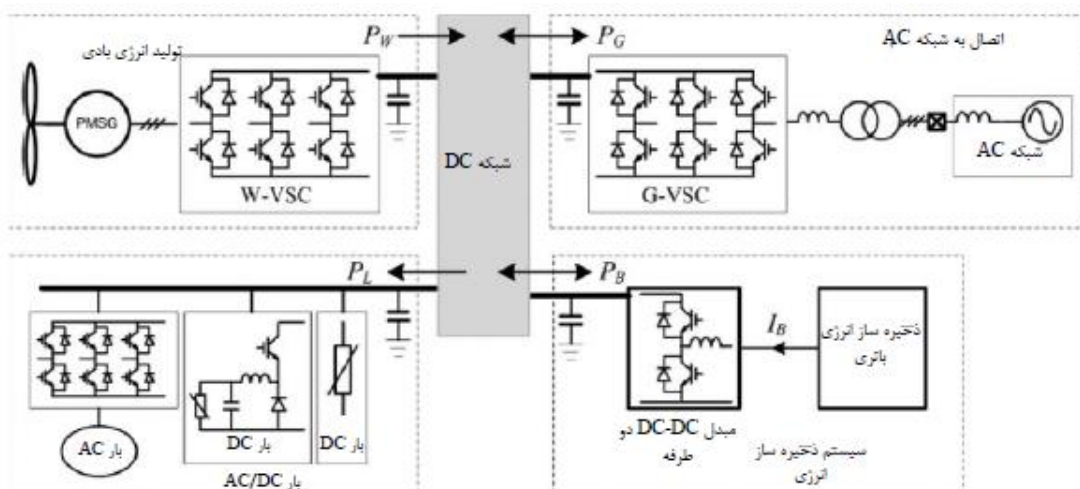 تولید انرژی بادی
PMSG
W-VSC
P_W
شبکه DC
P_G
اتصال به شبکه AC
G-VSC
شبکه
AC
P_L
بار AC
بار DC
بار DC
بار AC/DC
P_B
مبدل DC-DC دو
طرفه
I_B
ذخیره ساز انرژی
باتری
سیستم ذخیره ساز
انرژی